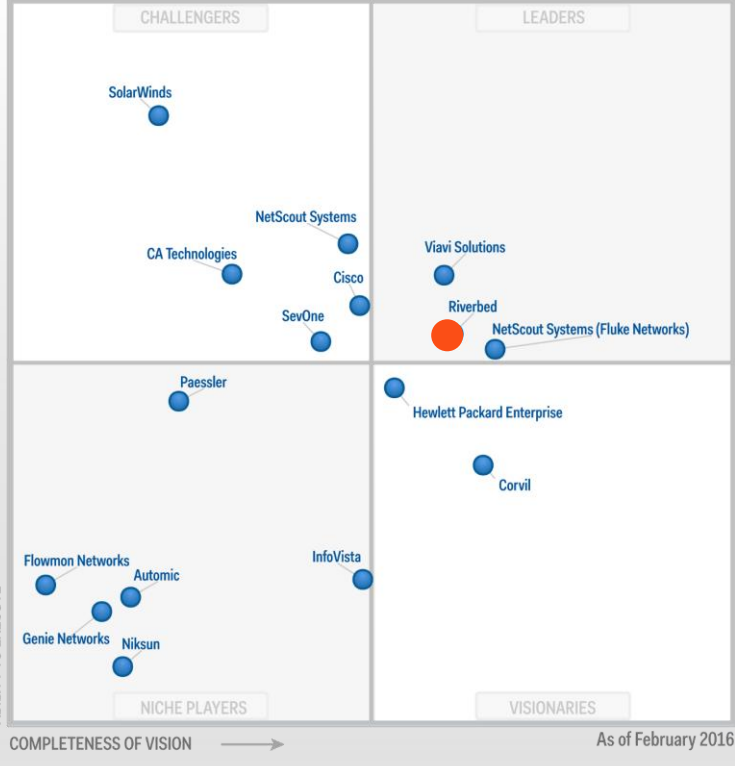 CHALLENGERS
LEADERS
SolarWinds
NetScout Systems
Viavi Solutions
CA Technologies
Cisco
Riverbed
SevOne
NetScout Systems (Fluke Networks)
Paessler
Hewlett Packard Enterprise
Corvil
InfoVista
Flowmon Networks
Automic
Genie Networks
Niksun
NICHE PLAYERS
VISIONARIES
COMPLETENESS OF VISION
As of February 2016